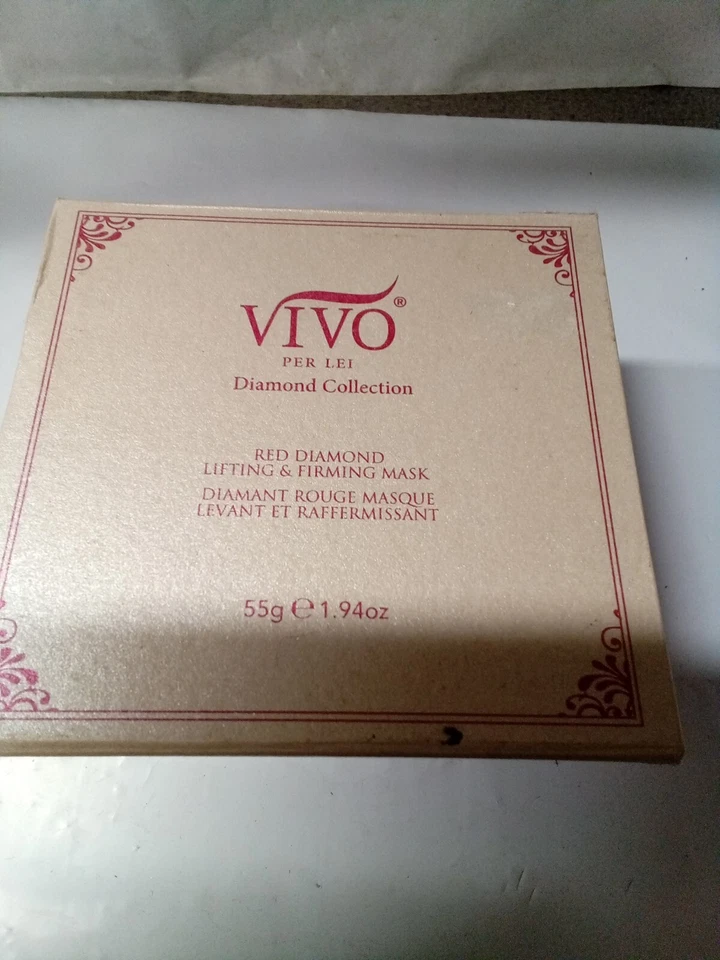 VIVO®
PER LEI
Diamond Collection
RED DIAMOND
LIFTING & FIRMING MASK
DIAMANT ROUGE MASQUE
LEVANT ET RAFFERMISSANT
55g ℮ 1.94oz